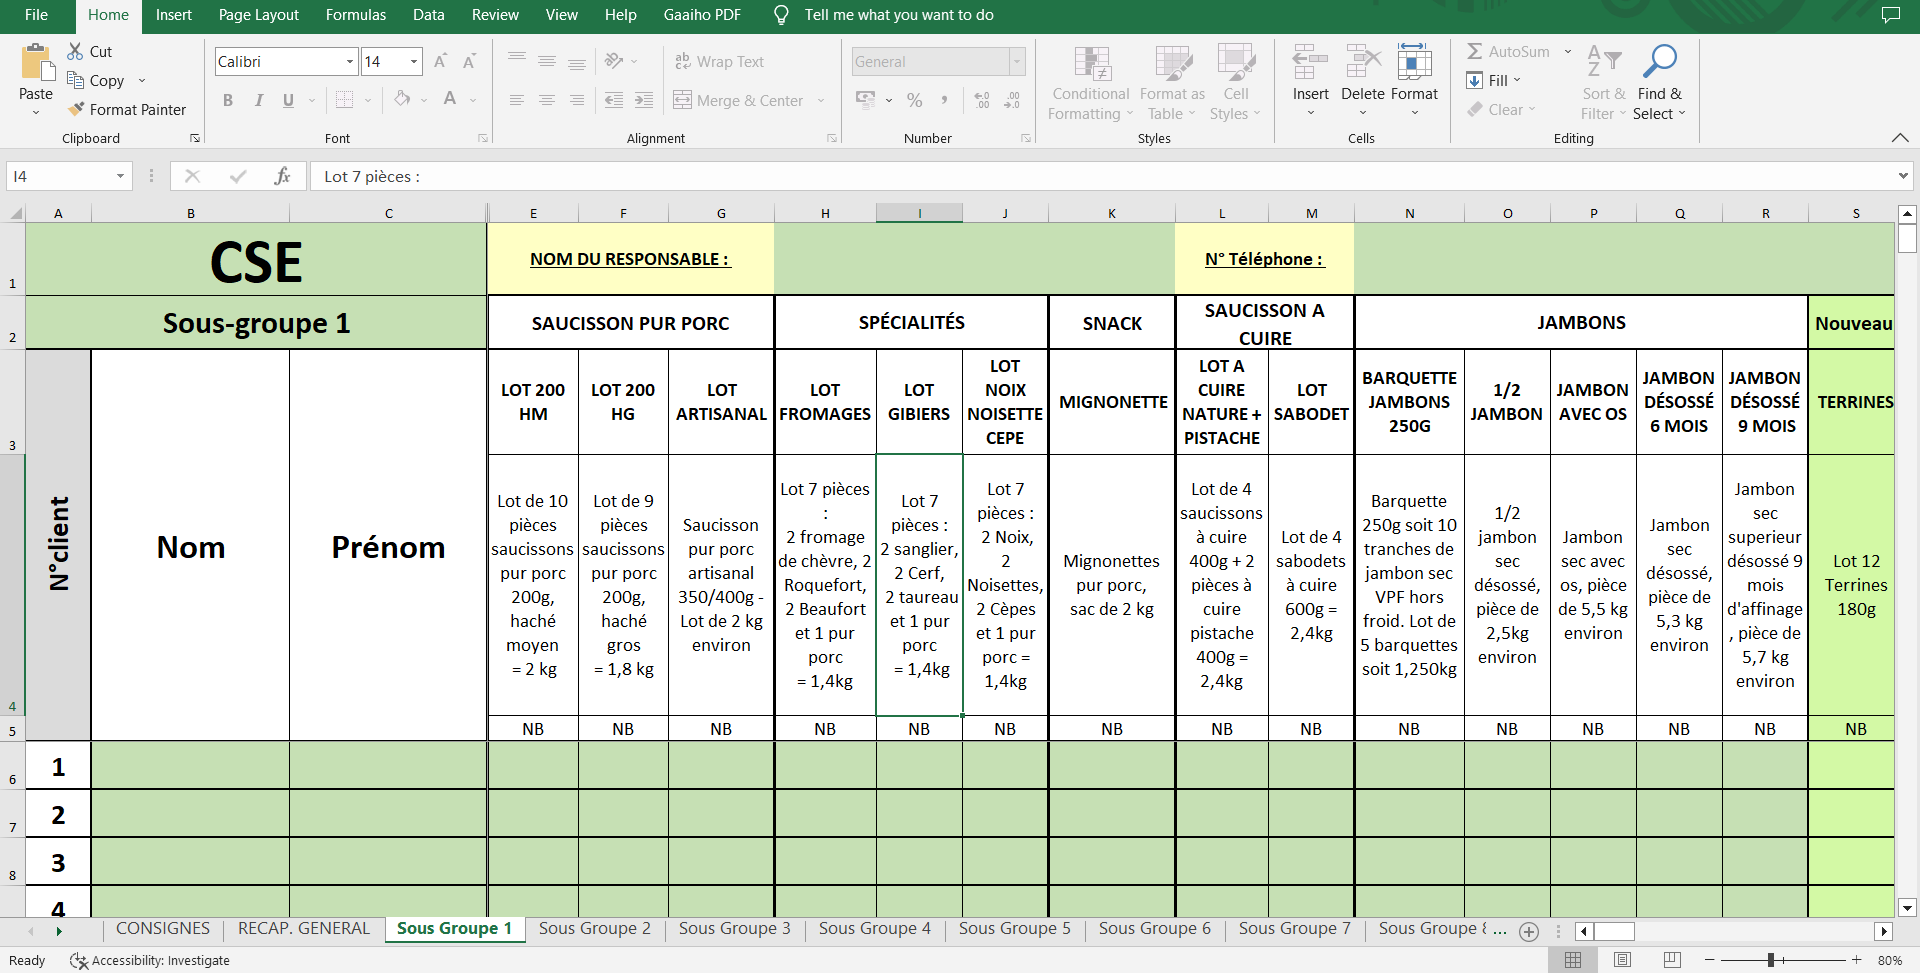 File Home Insert Page Layout Formulas Data Review View Help Gaaiho PDF Tell me what you want to do
Paste
Cut
Copy
Format Painter
Clipboard
Calibri 14
B I U
Font
Wrap Text
Merge & Center
Alignment
General
Number
Conditional Formatting
Format as Table
Cell Styles
Styles
Insert Delete Format
Cells
AutoSum
Fill
Clear
Sort & Filter
Find & Select
Editing
I4 fx Lot 7 pièces :
A B C E F G H I J K L M N O P Q R S
1
CSE NOM DU RESPONSABLE : N° Téléphone :
2
Sous-groupe 1 SAUCISSON PUR PORC SPÉCIALITÉS SNACK
SAUCISSON A
CUIRE
JAMBONS Nouveau
3
LOT 200
HM
LOT 200
HG
LOT
ARTISANAL
LOT
FROMAGES
LOT
GIBIERS
LOT
NOIX
NOISETTE
CEPE
MIGNONETTE
LOT A
CUIRE
NATURE +
PISTACHE
LOT
SABODET
BARQUETTE
JAMBONS
250G
1/2
JAMBON
JAMBON
AVEC OS
JAMBON
DÉSOSSÉ
6 MOIS
JAMBON
DÉSOSSÉ
9 MOIS
TERRINES
4
N°client
Nom
Prénom
Lot de 10
pièces
saucissons
pur porc
200g,
haché
moyen
= 2 kg
Lot de 9
pièces
saucissons
pur porc
200g,
haché
gros
= 1,8 kg
Saucisson
pur porc
artisanal
350/400g -
Lot de 2 kg
environ
Lot 7 pièces
:
2 fromage
de chèvre, 2
Roquefort,
2 Beaufort
et 1 pur
porc
= 1,4kg
Lot 7
pièces :
2 sanglier,
2 Cerf,
2 taureau
et 1 pur
porc
= 1,4kg
Lot 7
pièces :
2 Noix,
2
Noisettes,
2 Cèpes
et 1 pur
porc =
1,4kg
Mignonettes
pur porc,
sac de 2 kg
Lot de 4
saucissons
à cuire
400g + 2
pièces à
cuire
pistache
400g =
2,4kg
Lot de 4
sabodets
à cuire
600g =
2,4kg
Barquette
250g soit 10
tranches de
jambon sec
VPF hors
froid. Lot de
5 barquettes
soit 1,250kg
1/2
jambon
sec
désossé,
pièce de
2,5kg
environ
Jambon
sec avec
os, pièce
de 5,5 kg
environ
Jambon
sec
désossé,
pièce de
5,3 kg
environ
Jambon
sec
superieur
désossé 9
mois
d'affinage
, pièce de
5,7 kg
environ
Lot 12
Terrines
180g
5 NB NB NB NB NB NB NB NB NB NB NB NB NB NB NB
6 1
7 2
8 3
4
CONSIGNES RECAP. GENERAL Sous Groupe 1 Sous Groupe 2 Sous Groupe 3 Sous Groupe 4 Sous Groupe 5 Sous Groupe 6 Sous Groupe 7 Sous Groupe 8 ...
Ready Accessibility: Investigate 80%